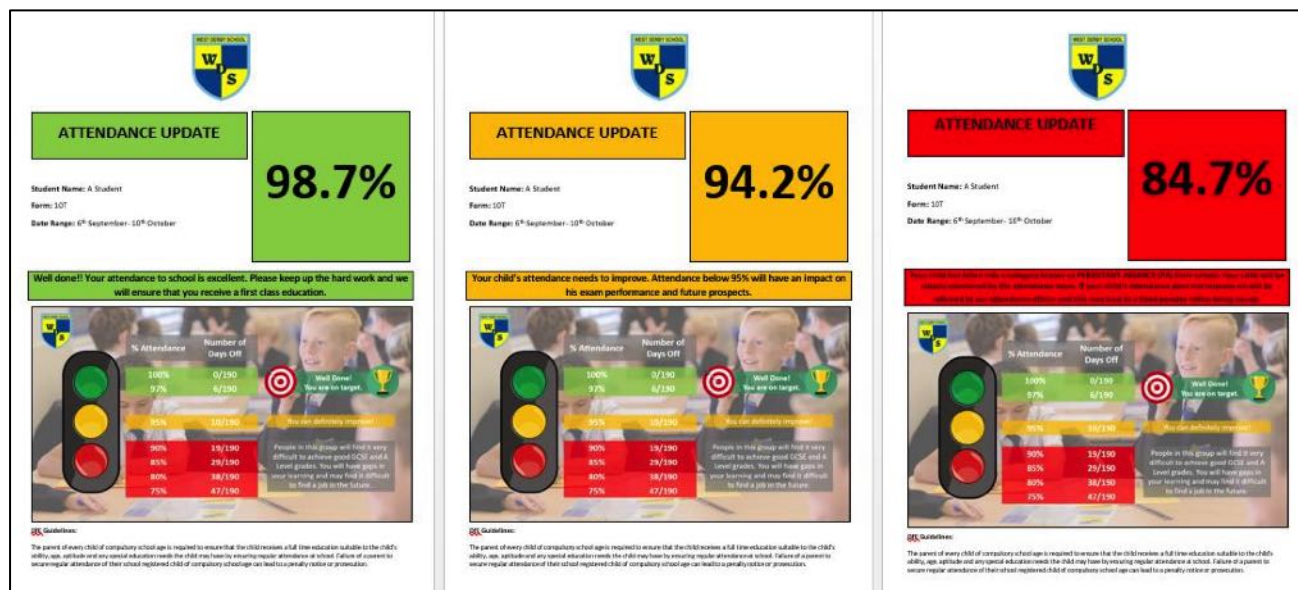 WEST DERBY SCHOOL
W D S
ATTENDANCE UPDATE
98.7%
Student Name: A Student
Form: 10T
Date Range: 6th September- 10th October
Well done!! Your attendance to school is excellent. Please keep up the hard work and we
will ensure that you receive a first class education.
W S
% Attendance Number of
Days Off
100% 0/190
97% 6/190
Well Done!
You are on target.
95% 10/190
You can definitely improve!
90% 19/190
85% 29/190
80% 38/190
75% 47/190
People in this group will find it very
difficult to achieve good GCSE and A
Level grades. You will have gaps in
your learning and may find it difficult
to find a job in the future.
DFE Guidelines:
The parent of every child of compulsory school age is required to ensure that the child receives a full time education suitable to the child's
ability, age, aptitude and any special education needs the child may have by ensuring regular attendance at school. Failure of a parent to
secure regular attendance of their school registered child of compulsory school age can lead to a penalty notice or prosecution.
WEST DERBY SCHOOL
W D S
ATTENDANCE UPDATE
94.2%
Student Name: A Student
Form: 10T
Date Range: 6th September- 10th October
Your child's attendance needs to improve. Attendance below 95% will have an impact on
his exam performance and future prospects.
W S
% Attendance Number of
Days Off
100% 0/190
97% 6/190
Well Done!
You are on target.
95% 10/190
You can definitely improve!
90% 19/190
85% 29/190
80% 38/190
75% 47/190
People in this group will find it very
difficult to achieve good GCSE and A
Level grades. You will have gaps in
your learning and may find it difficult
to find a job in the future.
DFE Guidelines:
The parent of every child of compulsory school age is required to ensure that the child receives a full time education suitable to the child's
ability, age, aptitude and any special education needs the child may have by ensuring regular attendance at school. Failure of a parent to
secure regular attendance of their school registered child of compulsory school age can lead to a penalty notice or prosecution.
WEST DERBY SCHOOL
W D S
ATTENDANCE UPDATE
84.7%
Student Name: A Student
Form: 10T
Date Range: 6th September- 10th October
W S
% Attendance Number of
Days Off
100% 0/190
97% 6/190
Well Done!
You are on target.
95% 10/190
You can definitely improve!
90% 19/190
85% 29/190
80% 38/190
75% 47/190
People in this group will find it very
difficult to achieve good GCSE and A
Level grades. You will have gaps in
your learning and may find it difficult
to find a job in the future.
DFE Guidelines:
The parent of every child of compulsory school age is required to ensure that the child receives a full time education suitable to the child's
ability, age, aptitude and any special education needs the child may have by ensuring regular attendance at school. Failure of a parent to
secure regular attendance of their school registered child of compulsory school age can lead to a penalty notice or prosecution.